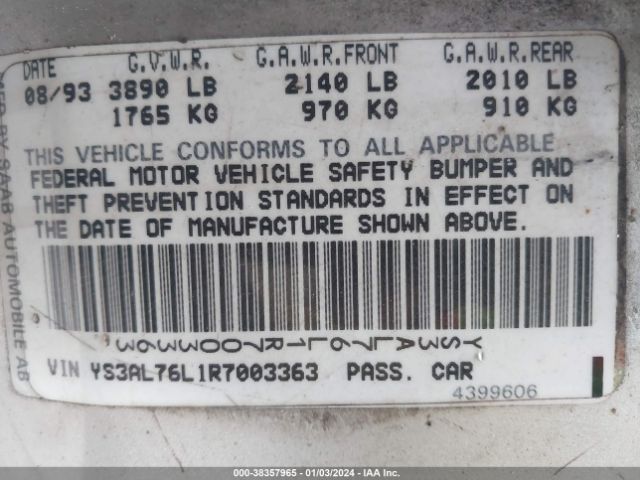 MFD BY SAAB AUTOMOBILE AB
DATE G.V.W.R. G.A.W.R.FRONT G.A.W.R.REAR
08/93 3890 LB 2140 LB 2010 LB
1765 KG 970 KG 910 KG
THIS VEHICLE CONFORMS TO ALL APPLICABLE
FEDERAL MOTOR VEHICLE SAFETY BUMPER AND
THEFT PREVENTION STANDARDS IN EFFECT ON
THE DATE OF MANUFACTURE SHOWN ABOVE.
YS3AL76L1R7003363
VIN YS3AL76L1R7003363 PASS. CAR
4399606
000-38357965 - 01/03/2024 - IAA Inc.